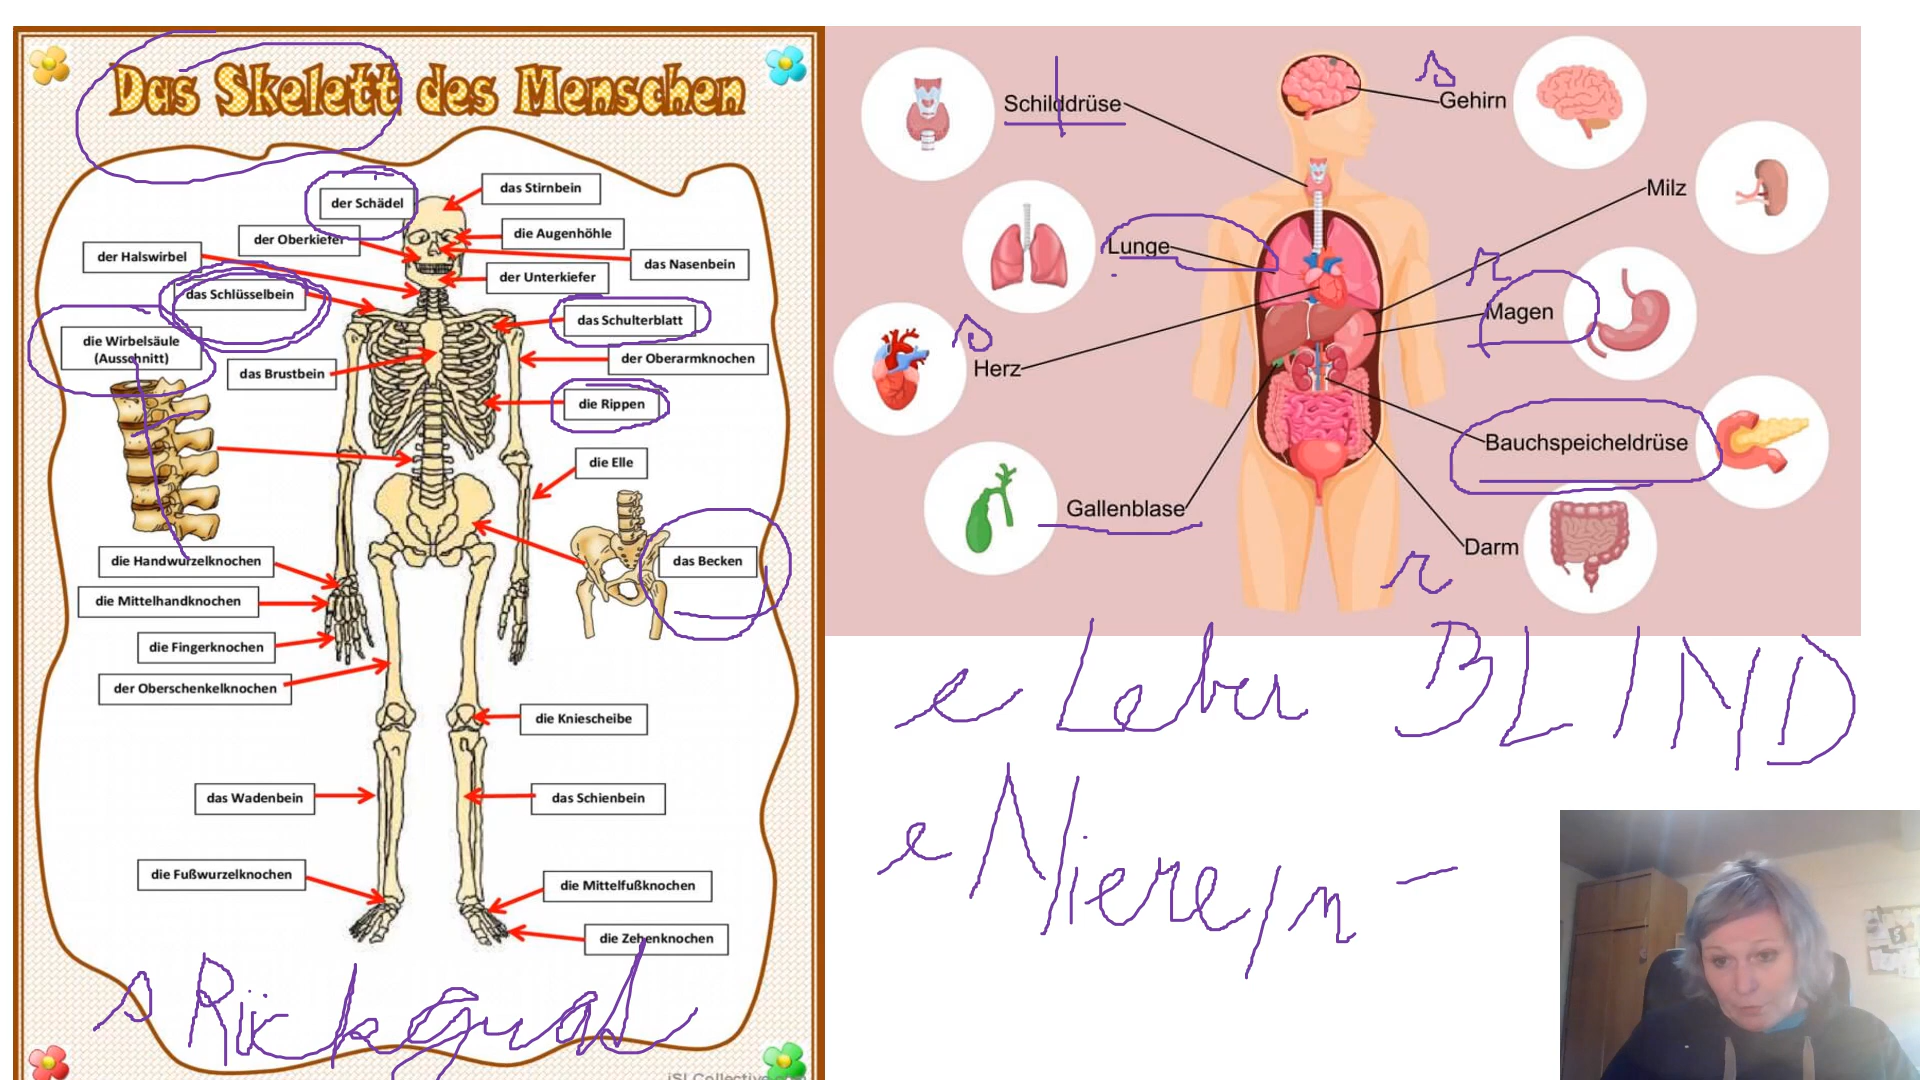 Das Skelett des Menschen
der Schädel
das Stirnbein
der Oberkiefer
die Augenhöhle
der Halswirbel
das Nasenbein
der Unterkiefer
das Schlüsselbein
das Schulterblatt
die Wirbelsäule
(Ausschnitt)
das Brustbein
der Oberarmknochen
die Rippen
die Elle
die Handwurzelknochen
das Becken
die Mittelhandknochen
die Fingerknochen
der Oberschenkelknochen
die Kniescheibe
das Wadenbein
das Schienbein
die Fußwurzelknochen
die Mittelfußknochen
die Zehenknochen
s Rückgrat
iSLCollective.com
Schilddrüse
s
Gehirn
Milz
Lunge
r
Magen
s
Herz
Bauchspeicheldrüse
Gallenblase
Darm
r
e Leber BLIND
e Niere/n -